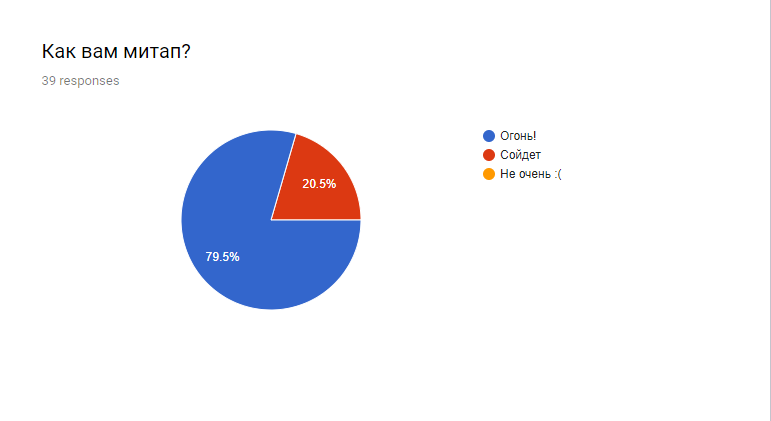 Как вам митап?
39 responses
Огонь!
Сойдет
Не очень :(
20.5%
79.5%